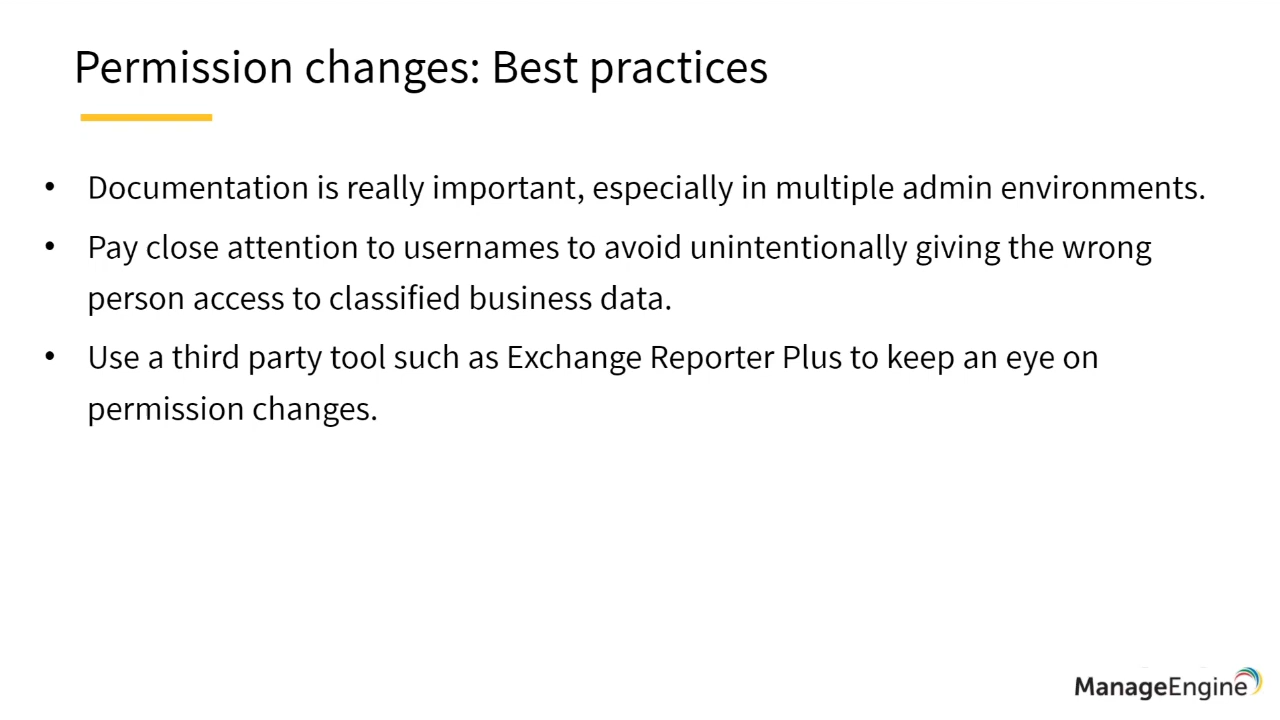 Permission changes: Best practices
• Documentation is really important, especially in multiple admin environments.
• Pay close attention to usernames to avoid unintentionally giving the wrong
person access to classified business data.
• Use a third party tool such as Exchange Reporter Plus to keep an eye on
permission changes.
ManageEngine